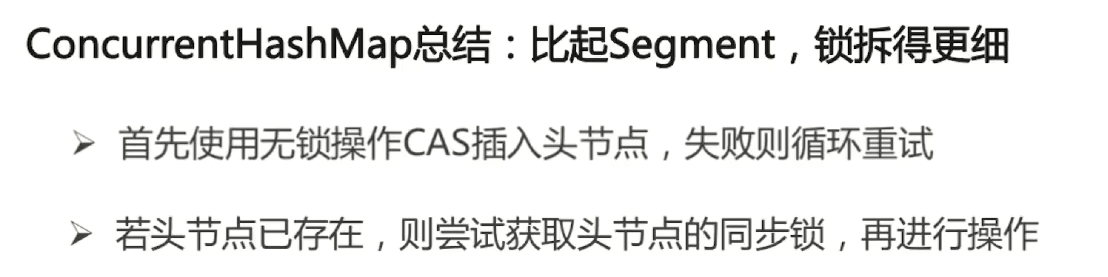 ConcurrentHashMap总结：比起Segment，锁拆得更细
➢ 首先使用无锁操作CAS插入头节点，失败则循环重试
➢ 若头节点已存在，则尝试获取头节点的同步锁，再进行操作